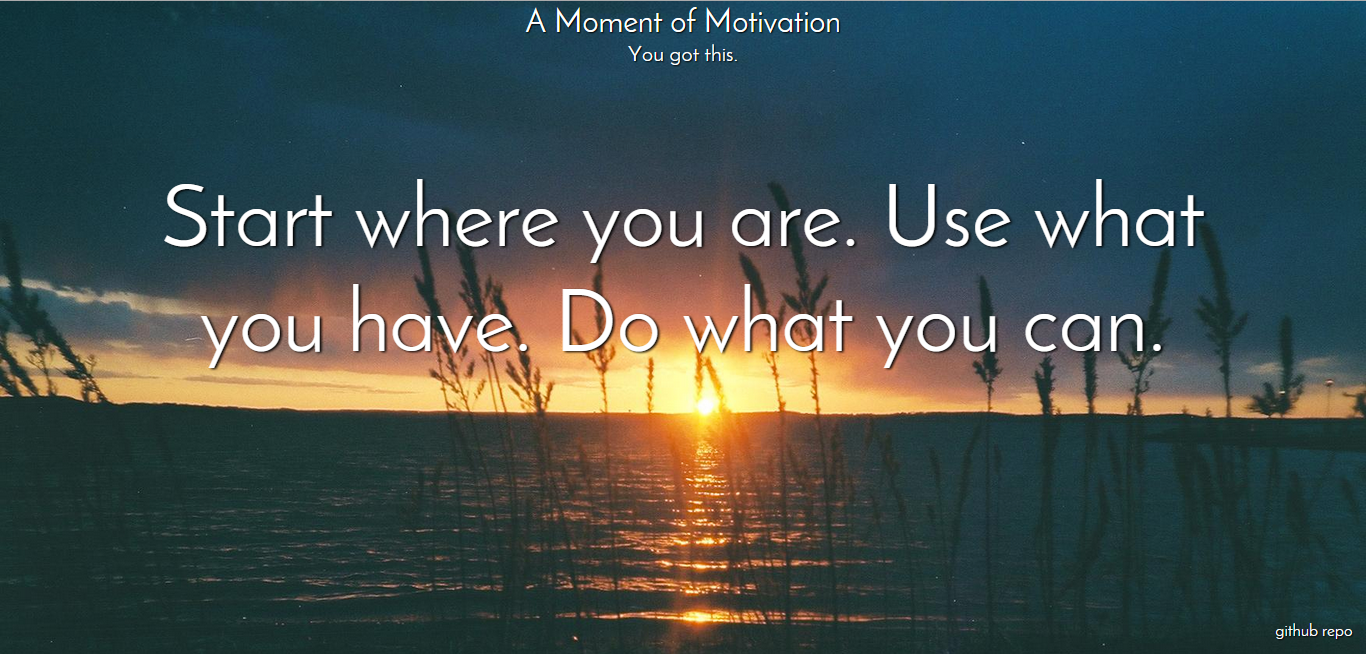 A Moment of Motivation
You got this.
Start where you are. Use what
you have. Do what you can.
github repo